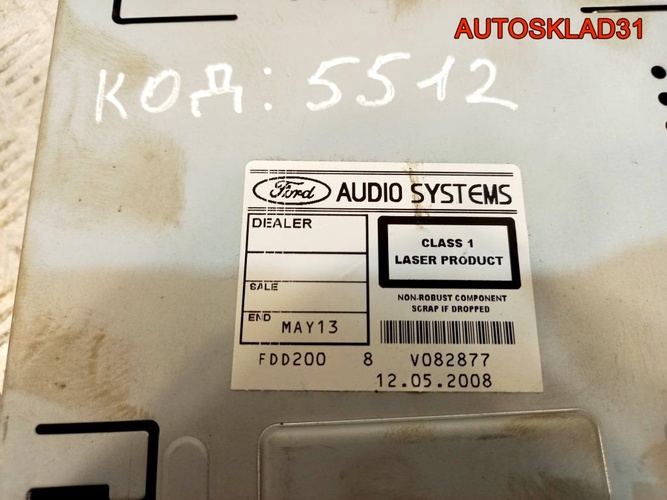 AUTOSKLAD31
КОД: 5512
Ford AUDIO SYSTEMS
DEALER
SALE
END MAY13
CLASS 1
LASER PRODUCT
NON-ROBUST COMPONENT
SCRAP IF DROPPED
FDD200 8 V082877
12.05.2008